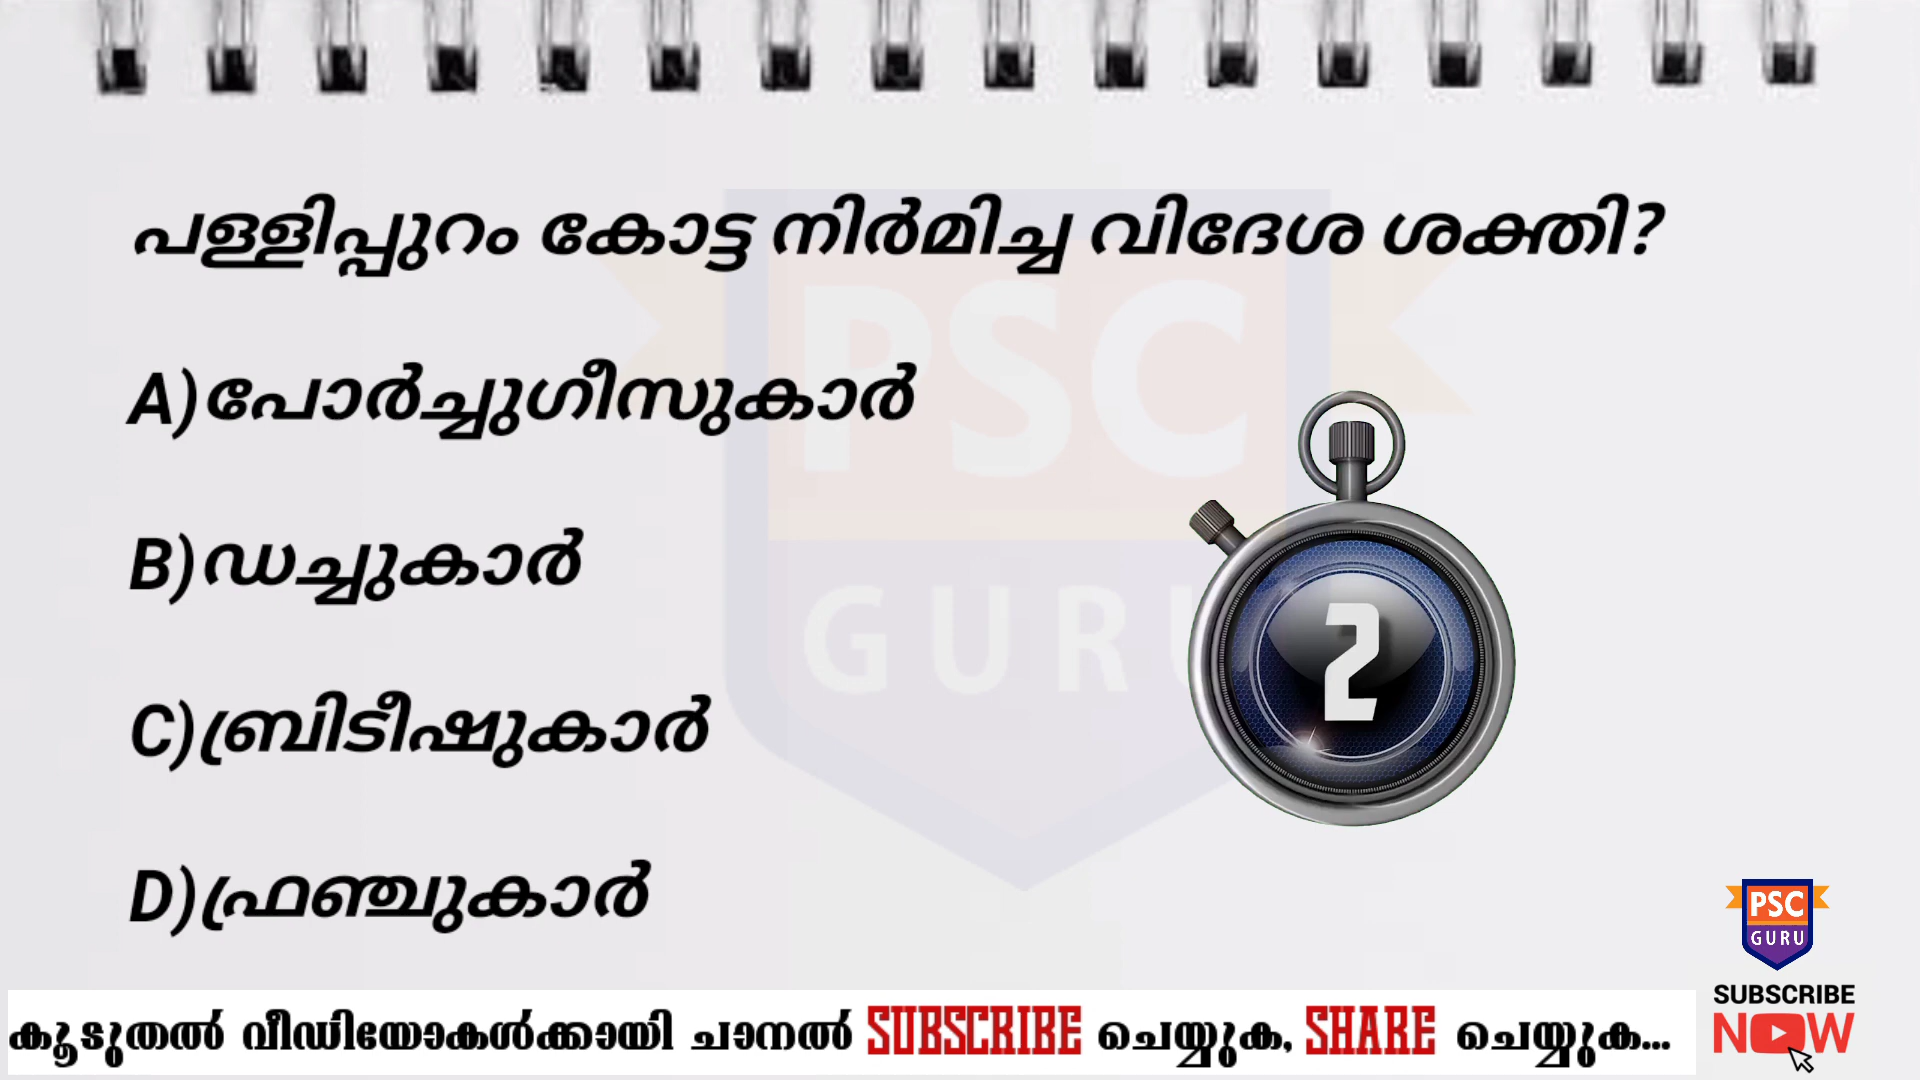 പള്ളിപ്പുറം കോട്ട നിർമിച്ച വിദേശ ശക്തി?
A)പോർച്ചുഗീസുകാർ
B)ഡച്ചുകാർ
C)ബ്രിട്ടീഷുകാർ
D)ഫ്രഞ്ചുകാർ
PSC
GURU
2
PSC
GURU
SUBSCRIBE
NOW
കൂടുതൽ വീഡിയോകൾക്കായി ചാനൽ SUBSCRIBE ചെയ്യുക, SHARE ചെയ്യുക...